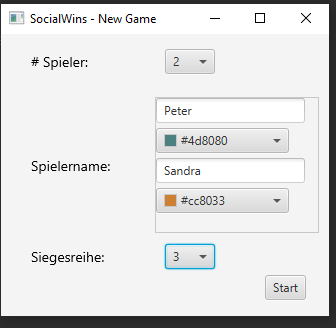 SocialWins - New Game
# Spieler: 2
Peter
#4d8080
Spielername:
Sandra
#cc8033
Siegesreihe: 3
Start